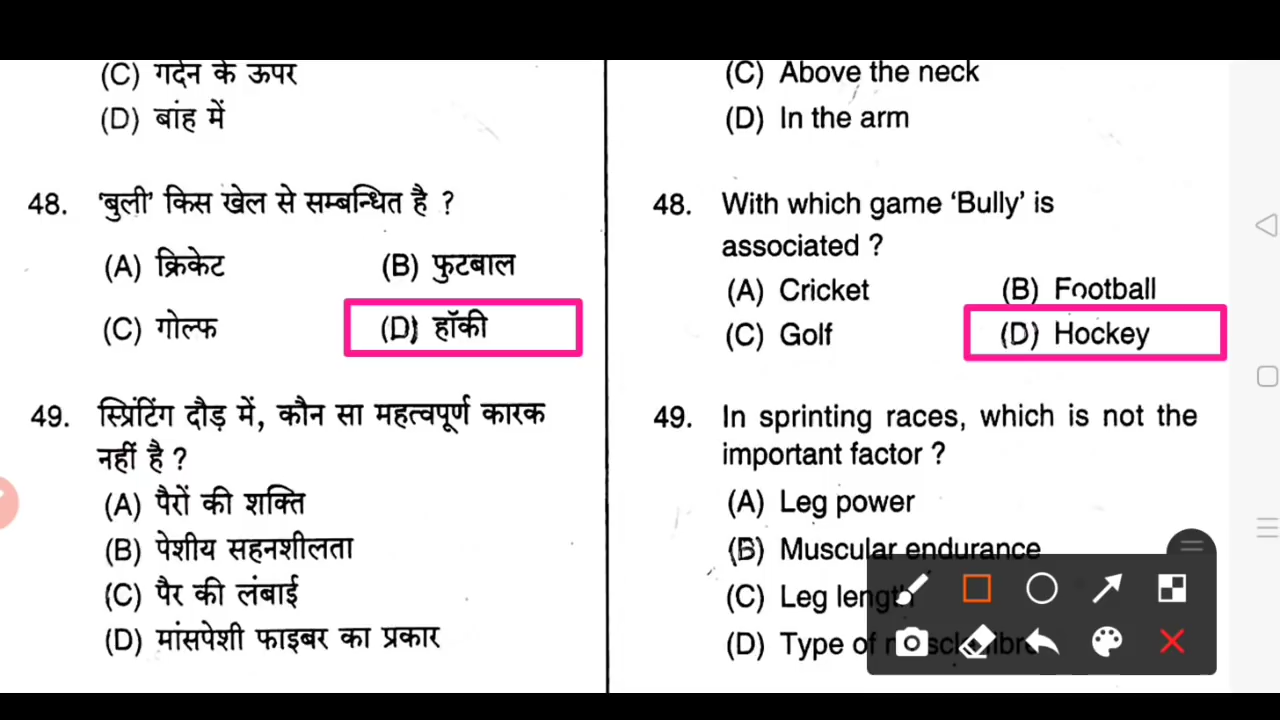 (C) गर्दन के ऊपर
(D) बांह में
48. 'बुली' किस खेल से सम्बन्धित है ?
(A) क्रिकेट (B) फुटबाल
(C) गोल्फ (D) हॉकी
49. स्प्रिंटिंग दौड़ में, कौन सा महत्वपूर्ण कारक
नहीं है ?
(A) पैरों की शक्ति
(B) पेशीय सहनशीलता
(C) पैर की लंबाई
(D) मांसपेशी फाइबर का प्रकार
(C) Above the neck
(D) In the arm
48. With which game 'Bully' is
associated ?
(A) Cricket (B) Football
(C) Golf (D) Hockey
49. In sprinting races, which is not the
important factor ?
(A) Leg power
(B) Muscular endurance
(C) Leg length
(D) Type of